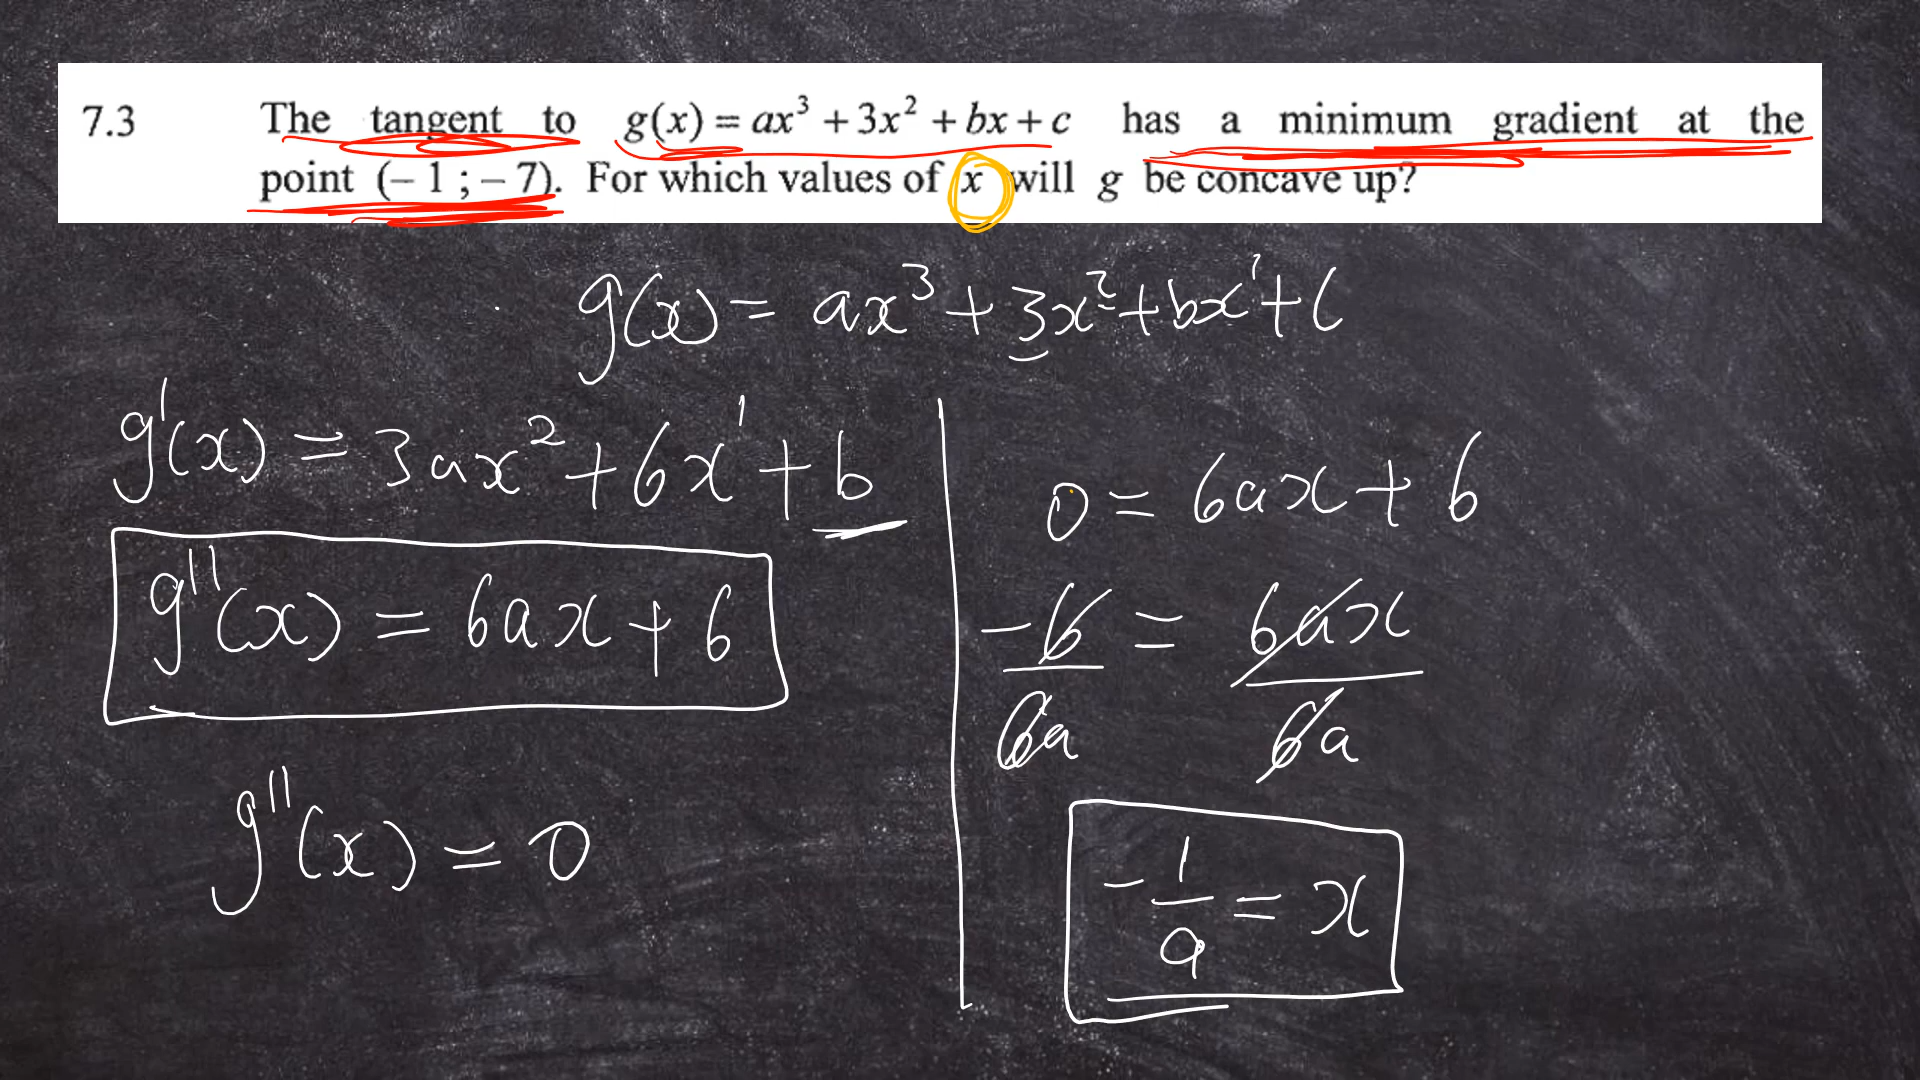 7.3 The tangent to g(x) = ax³ + 3x² + bx + c has a minimum gradient at the
point (– 1 ; – 7). For which values of x will g be concave up?
g(x) = ax³ + 3x² + bx¹ + c
g'(x) = 3ax² + 6x¹ + b
g''(x) = 6ax + 6
g''(x) = 0
0 = 6ax + 6
-6/6a = 6ax/6a
-1/a = x